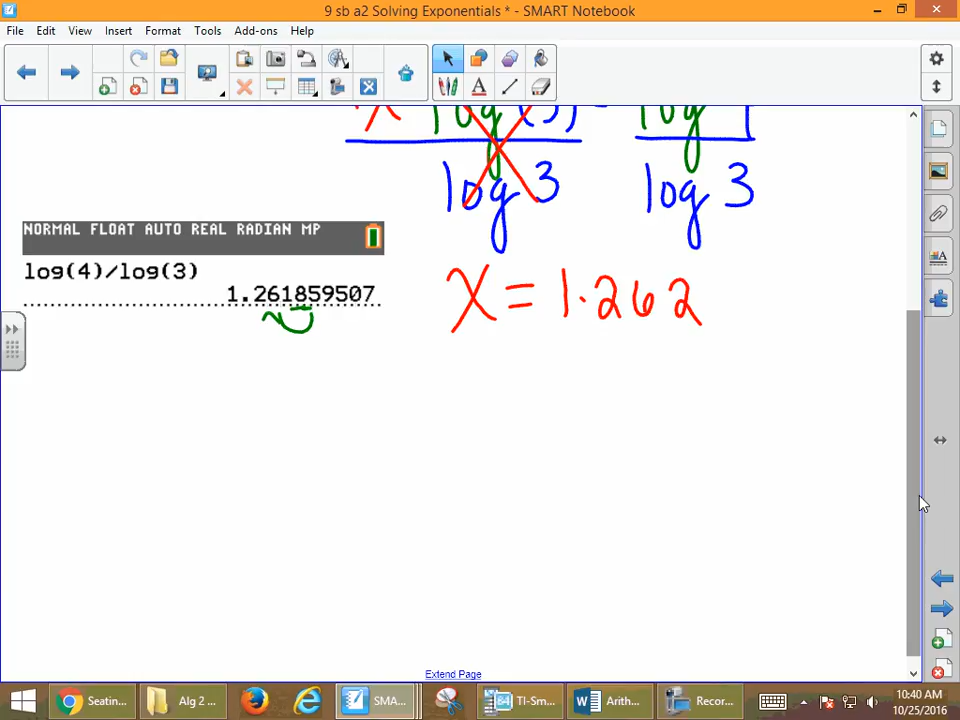 9 sb a2 Solving Exponentials * - SMART Notebook
File Edit View Insert Format Tools Add-ons Help
log 3 log 3
NORMAL FLOAT AUTO REAL RADIAN MP
log(4)/log(3)
1.261859507
x = 1.262
Extend Page
Seatin... Alg 2 ... SMA... TI-Sm... Arith... Recor...
10:40 AM
10/25/2016